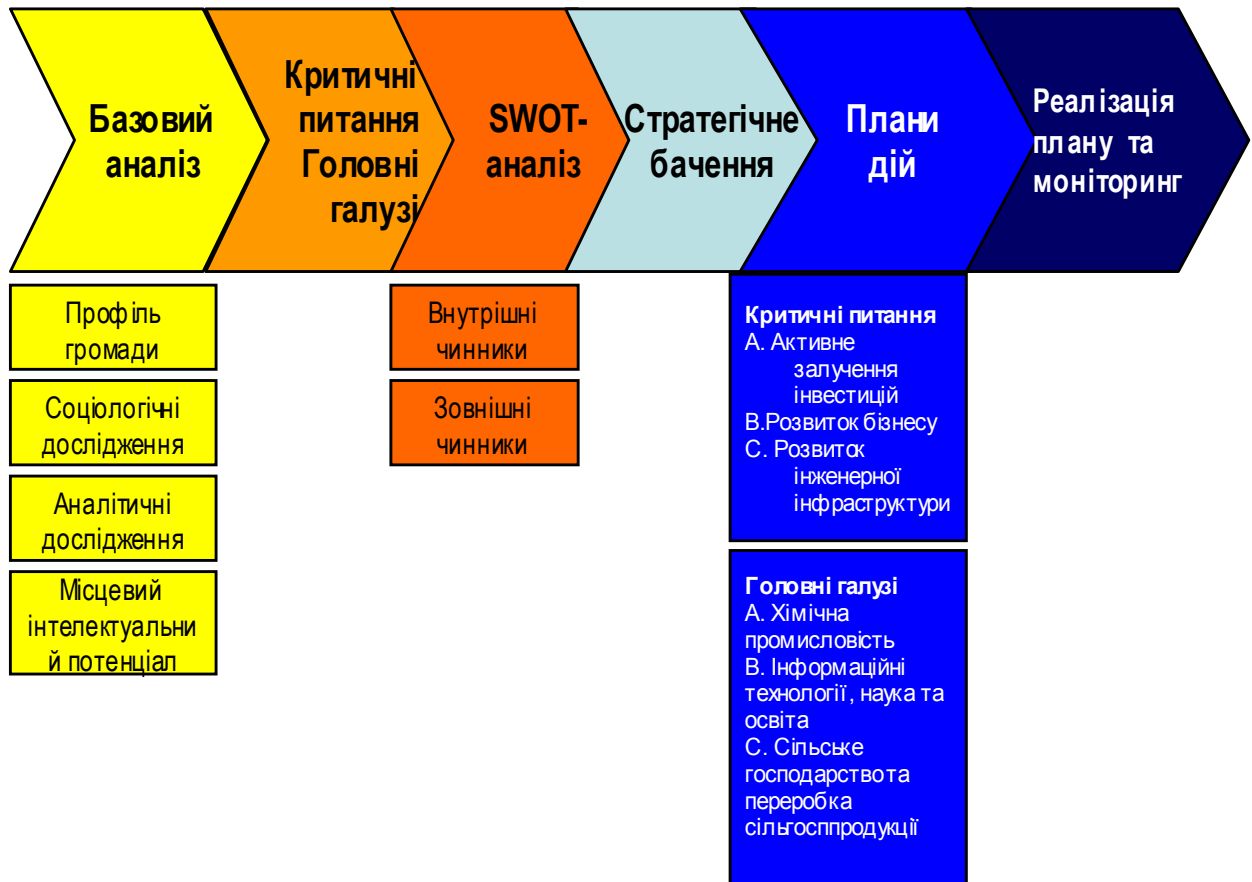 Базовий
аналіз
Критичні
питання
Головні
галузі
SWOT-
аналіз
Стратегічне
бачення
Плани
дій
Реалізація
плану та
моніторинг
Профіль
громади
Соціологічні
дослідження
Аналітичні
дослідження
Місцевий
інтелектуальни
й потенціал
Внутрішні
чинники
Зовнішні
чинники
Критичні питання
А. Активне
залучення
інвестицій
В.Розвиток бізнесу
С. Розвиток
інженерної
інфраструктури
Головні галузі
А. Хімічна
промисловість
В. Інформаційні
технології, наука та
освіта
С. Сільське
господарство та
переробка
сільгосппродукції